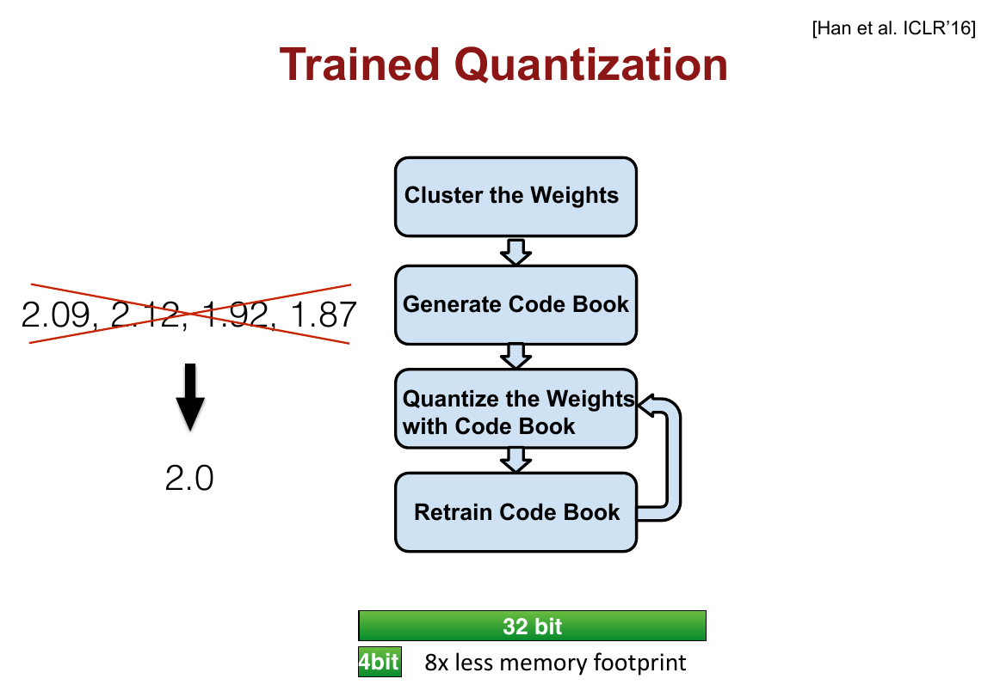 [Han et al. ICLR’16]
Trained Quantization
Cluster the Weights
Generate Code Book
2.09, 2.12, 1.92, 1.87
Quantize the Weights
with Code Book
2.0
Retrain Code Book
32 bit
4bit
8x less memory footprint